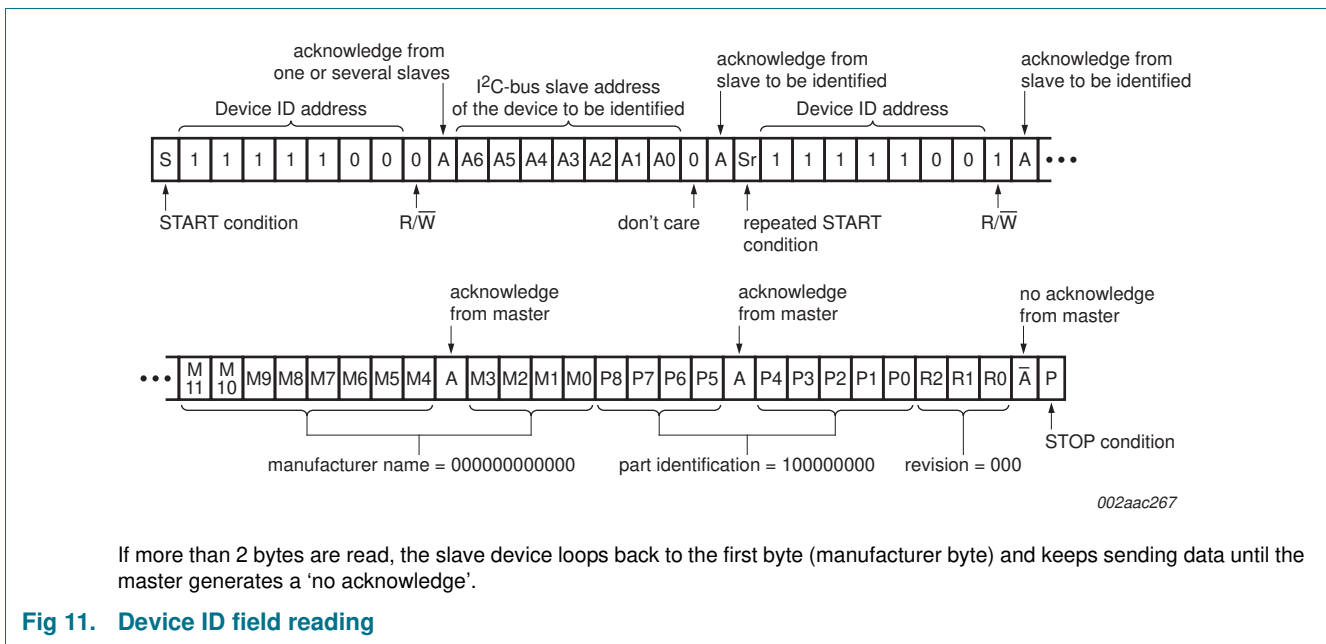 acknowledge from
one or several slaves
I2C-bus slave address
of the device to be identified
acknowledge from
slave to be identified
acknowledge from
slave to be identified
Device ID address
Device ID address
S 1 1 1 1 1 0 0 0 A A6 A5 A4 A3 A2 A1 A0 0 A Sr 1 1 1 1 1 0 0 1 A •••
START condition
R/W̅
don't care
repeated START
condition
R/W̅
acknowledge
from master
acknowledge
from master
no acknowledge
from master
••• M11 M10 M9 M8 M7 M6 M5 M4 A M3 M2 M1 M0 P8 P7 P6 P5 A P4 P3 P2 P1 P0 R2 R1 R0 A̅ P
STOP condition
manufacturer name = 000000000000
part identification = 100000000
revision = 000
002aac267
If more than 2 bytes are read, the slave device loops back to the first byte (manufacturer byte) and keeps sending data until the
master generates a ‘no acknowledge’.
Fig 11. Device ID field reading